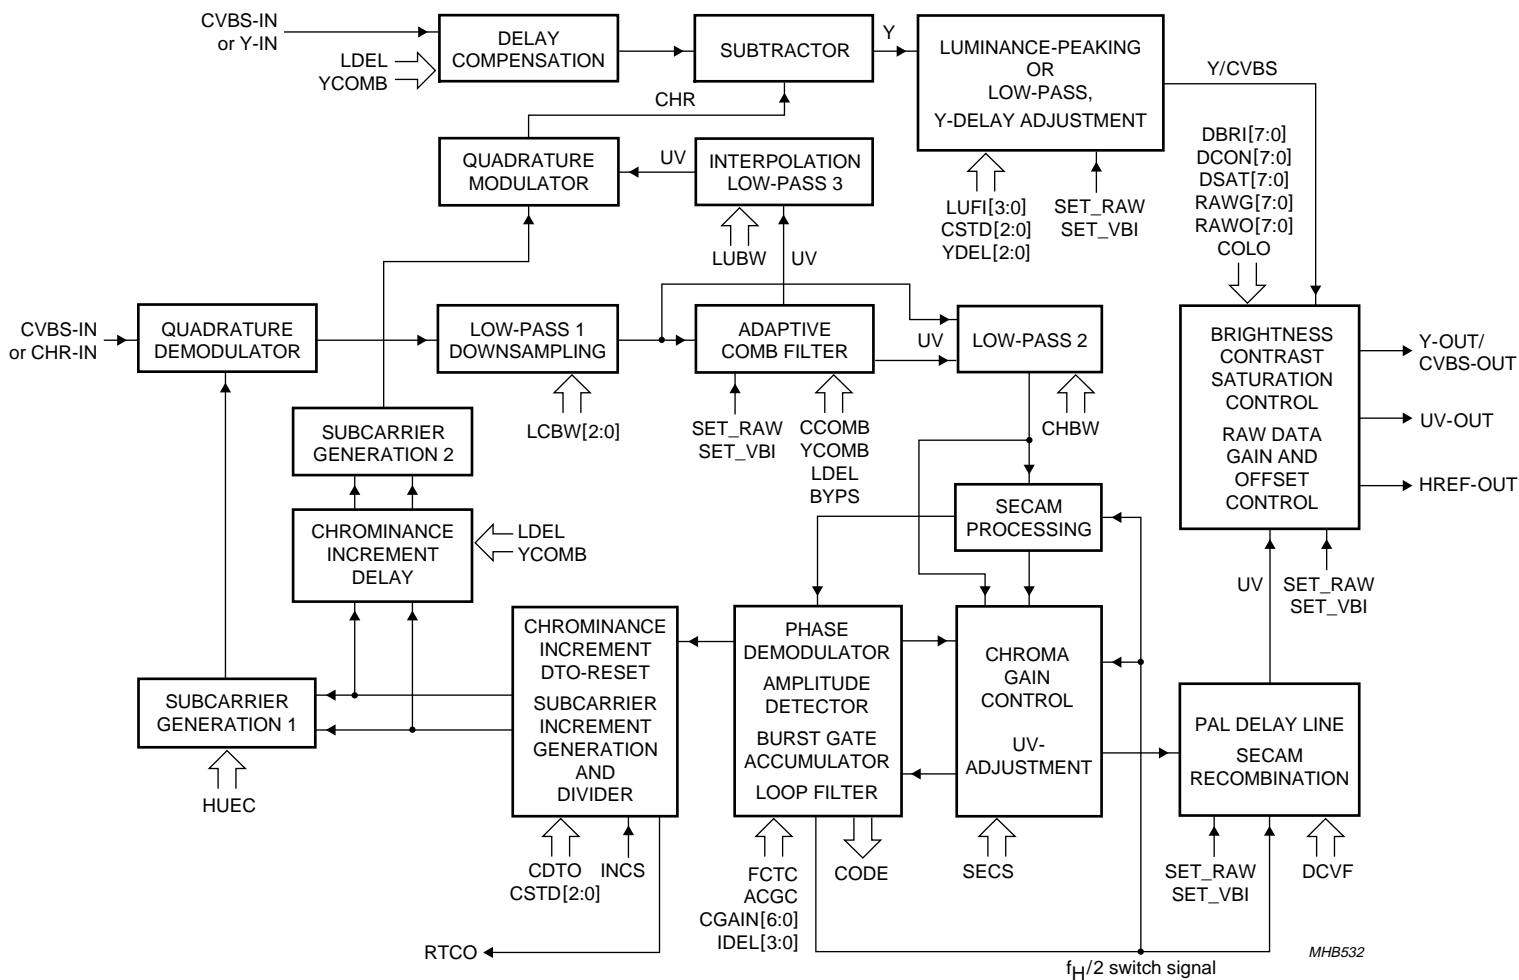 CVBS-IN
or Y-IN
LDEL
YCOMB
DELAY
COMPENSATION
SUBTRACTOR
Y
LUMINANCE-PEAKING
OR
LOW-PASS,
Y-DELAY ADJUSTMENT
Y/CVBS
CHR
QUADRATURE
MODULATOR
UV
INTERPOLATION
LOW-PASS 3
LUBW
UV
LUFI[3:0]
CSTD[2:0]
YDEL[2:0]
SET_RAW
SET_VBI
DBRI[7:0]
DCON[7:0]
DSAT[7:0]
RAWG[7:0]
RAWO[7:0]
COLO
CVBS-IN
or CHR-IN
QUADRATURE
DEMODULATOR
LOW-PASS 1
DOWNSAMPLING
LCBW[2:0]
ADAPTIVE
COMB FILTER
SET_RAW
SET_VBI
CCOMB
YCOMB
LDEL
BYPS
UV
LOW-PASS 2
CHBW
BRIGHTNESS
CONTRAST
SATURATION
CONTROL
RAW DATA
GAIN AND
OFFSET
CONTROL
Y-OUT/
CVBS-OUT
UV-OUT
HREF-OUT
SUBCARRIER
GENERATION 2
CHROMINANCE
INCREMENT
DELAY
LDEL
YCOMB
SECAM
PROCESSING
UV
SET_RAW
SET_VBI
SUBCARRIER
GENERATION 1
HUEC
CHROMINANCE
INCREMENT
DTO-RESET
SUBCARRIER
INCREMENT
GENERATION
AND
DIVIDER
CDTO
CSTD[2:0]
INCS
PHASE
DEMODULATOR
AMPLITUDE
DETECTOR
BURST GATE
ACCUMULATOR
LOOP FILTER
FCTC
ACGC
CGAIN[6:0]
IDEL[3:0]
CODE
CHROMA
GAIN
CONTROL
UV-
ADJUSTMENT
SECS
PAL DELAY LINE
SECAM
RECOMBINATION
SET_RAW
SET_VBI
DCVF
RTCO
fH/2 switch signal
MHB532